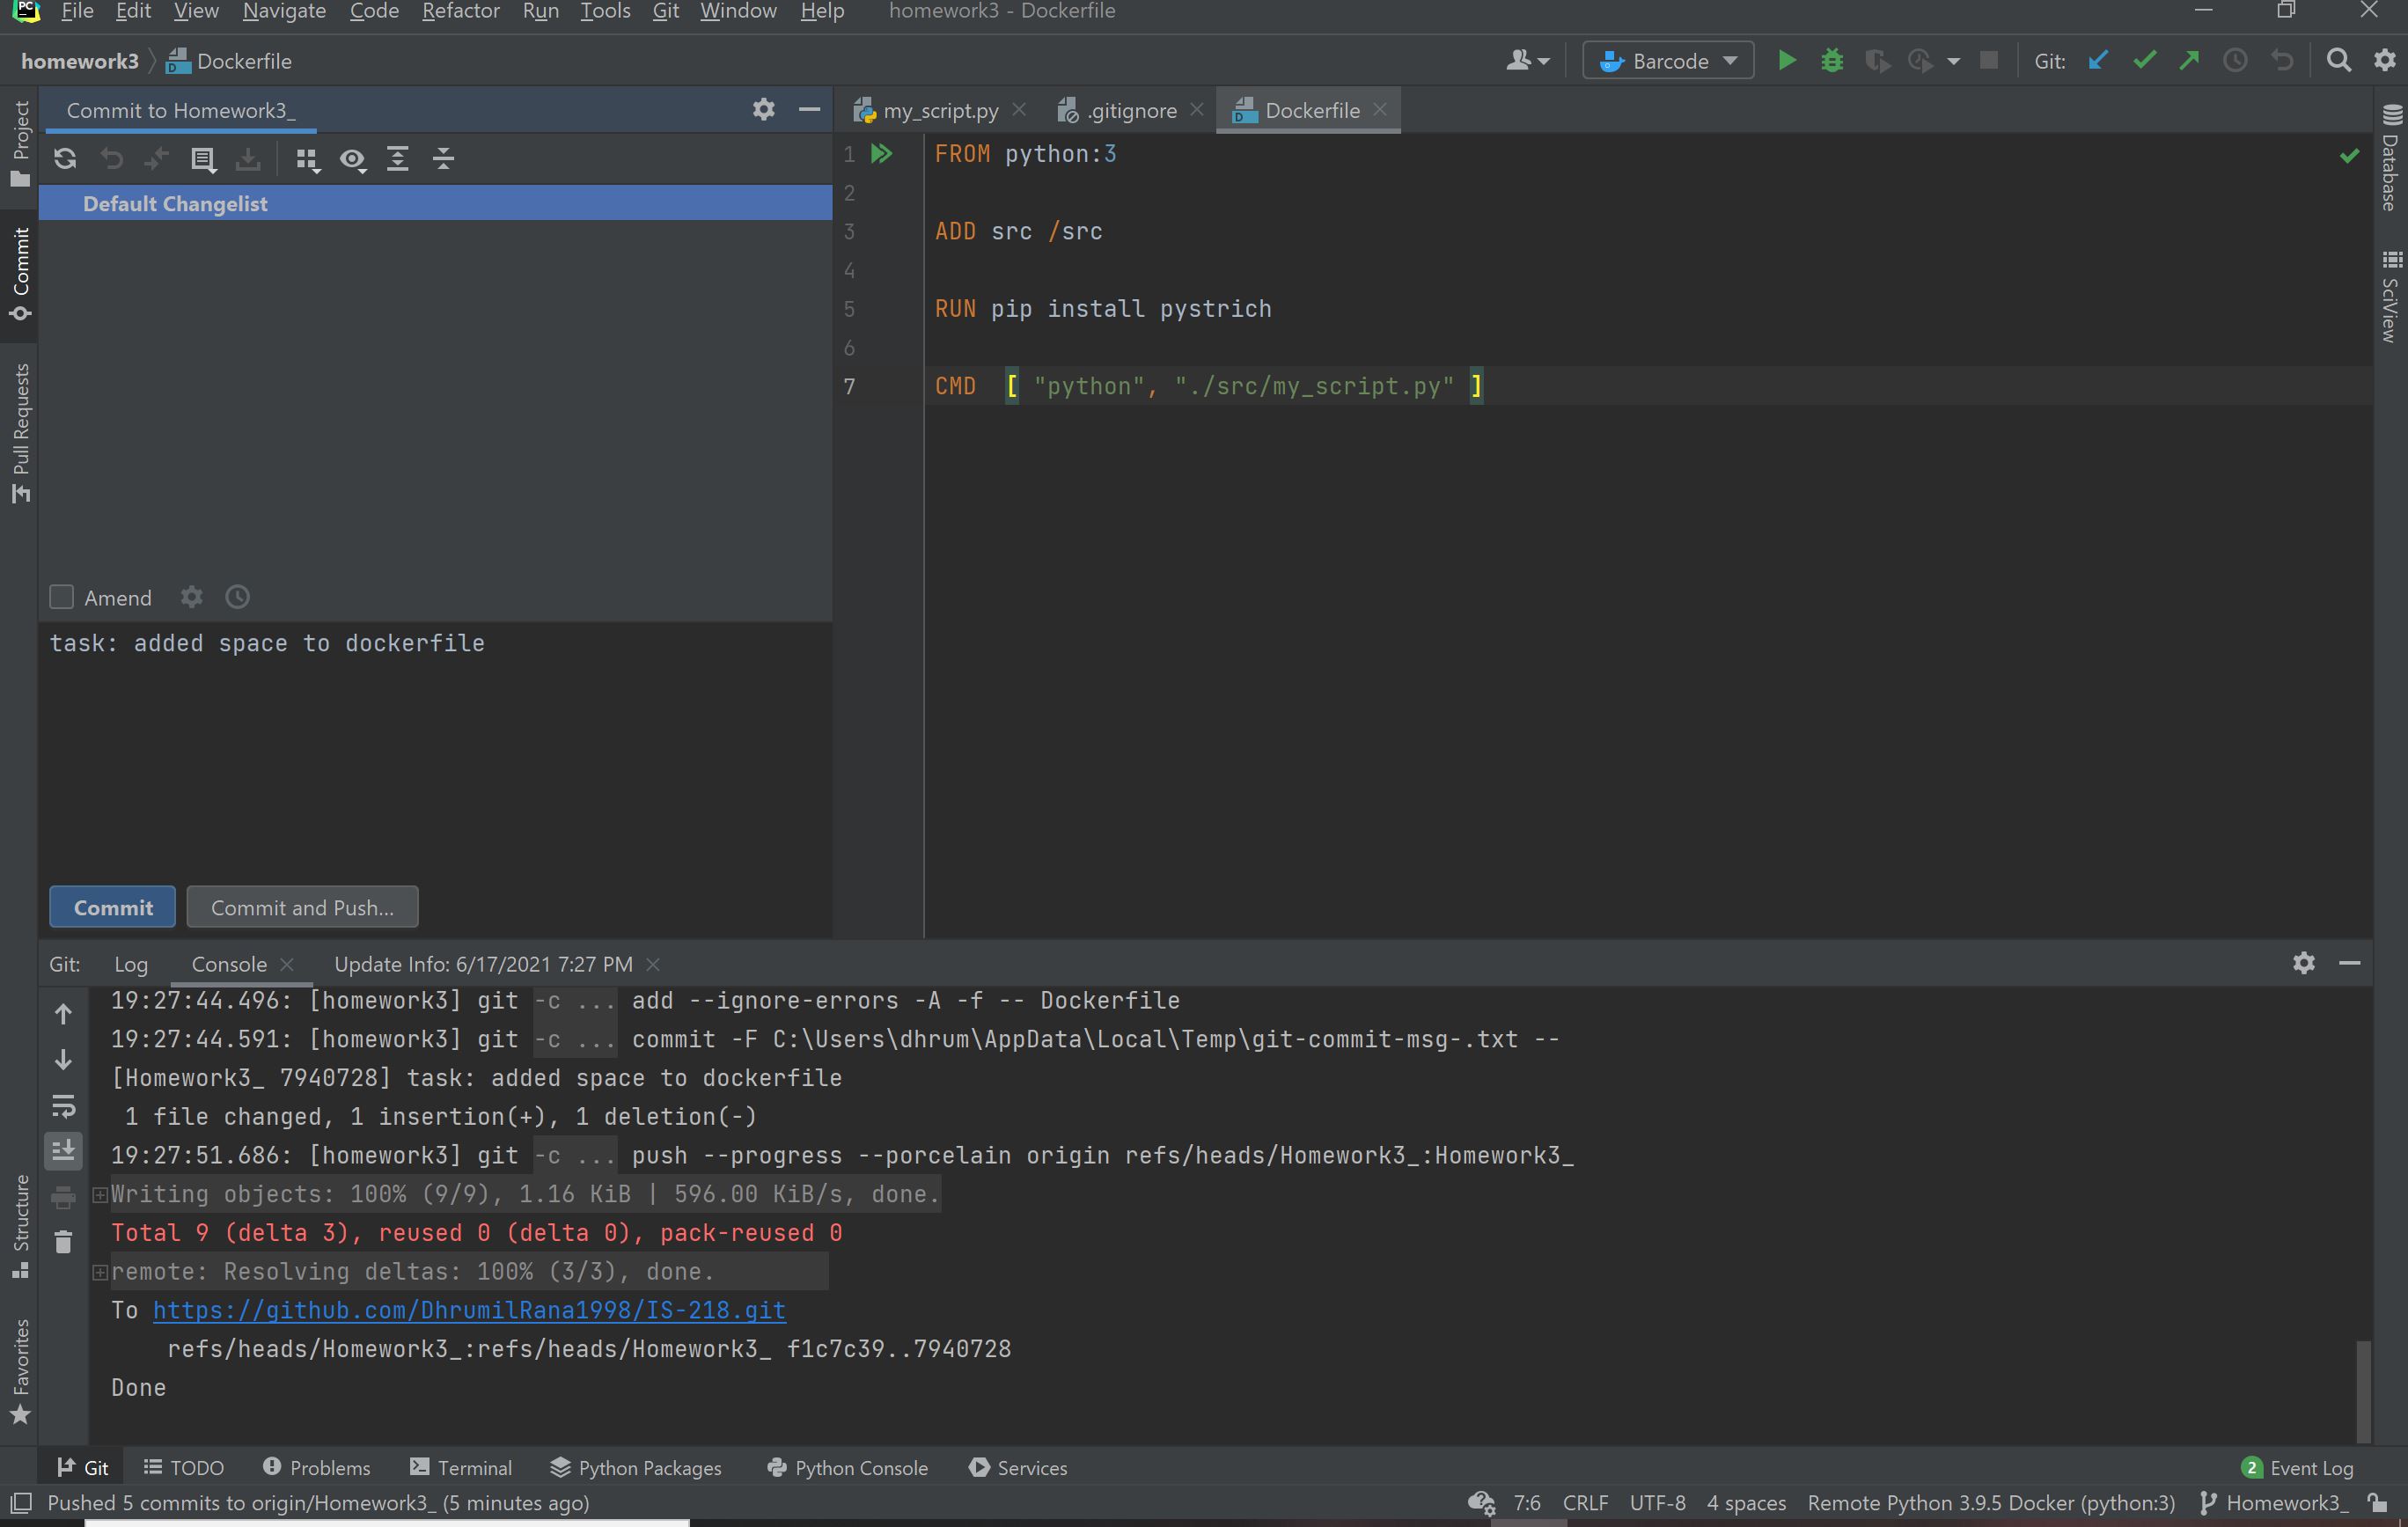 PC File Edit View Navigate Code Refactor Run Tools Git Window Help homework3 - Dockerfile
homework3 Dockerfile Barcode Git:
Project
Commit
Pull Requests
Structure
Favorites
Commit to Homework3_
Default Changelist
Amend
task: added space to dockerfile
Commit Commit and Push...
my_script.py .gitignore Dockerfile
1 FROM python:3
2
3 ADD src /src
4
5 RUN pip install pystrich
6
7 CMD  [ "python", "./src/my_script.py" ]
Database
SciView
Git: Log Console Update Info: 6/17/2021 7:27 PM
19:27:44.496: [homework3] git -c ... add --ignore-errors -A -f -- Dockerfile
19:27:44.591: [homework3] git -c ... commit -F C:\Users\dhrum\AppData\Local\Temp\git-commit-msg-.txt --
[Homework3_ 7940728] task: added space to dockerfile
1 file changed, 1 insertion(+), 1 deletion(-)
19:27:51.686: [homework3] git -c ... push --progress --porcelain origin refs/heads/Homework3_:Homework3_
Writing objects: 100% (9/9), 1.16 KiB | 596.00 KiB/s, done.
Total 9 (delta 3), reused 0 (delta 0), pack-reused 0
remote: Resolving deltas: 100% (3/3), done.
To https://github.com/DhrumilRana1998/IS-218.git
refs/heads/Homework3_:refs/heads/Homework3_ f1c7c39..7940728
Done
Git TODO Problems Terminal Python Packages Python Console Services 2 Event Log
Pushed 5 commits to origin/Homework3_ (5 minutes ago) 7:6 CRLF UTF-8 4 spaces Remote Python 3.9.5 Docker (python:3) Homework3_